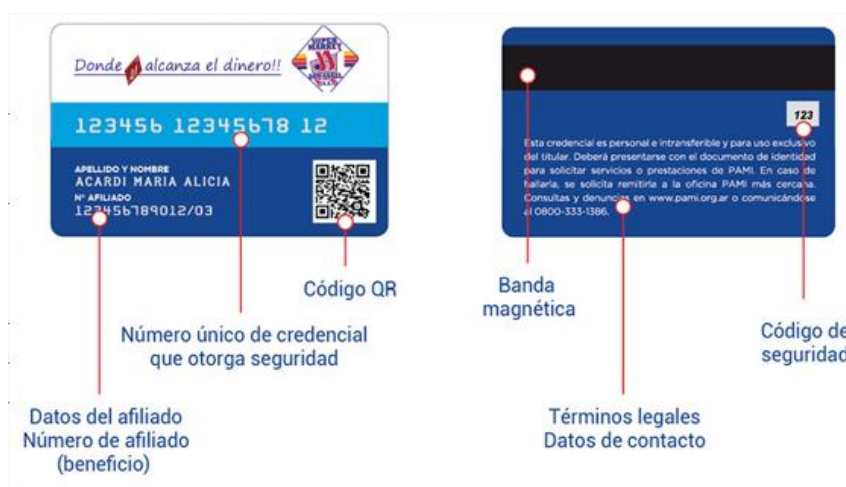 Donde alcanza el dinero!!
SUPER
MARKET
123456 12345678 12
APELLIDO Y NOMBRE
ACARDI MARIA ALICIA
Nº AFILIADO
123456789012/03
Código QR
Número único de credencial
que otorga seguridad
Datos del afiliado
Número de afiliado
(beneficio)
123
Esta credencial es personal e intransferible y para uso exclusivo
del titular. Deberá presentarse con el documento de identidad
para solicitar servicios o prestaciones de PAMI. En caso de
hallarla, se solicita remitirla a la oficina PAMI más cercana.
Consultas y denuncias en www.pami.org.ar o comunicándose
al 0800-333-1386.
Banda
magnética
Código de
seguridad
Términos legales
Datos de contacto